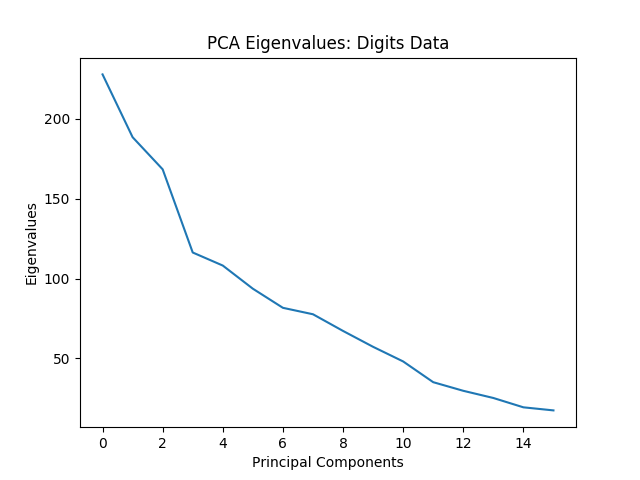 PCA Eigenvalues: Digits Data
200
150
100
50
Eigenvalues
0 2 4 6 8 10 12 14
Principal Components